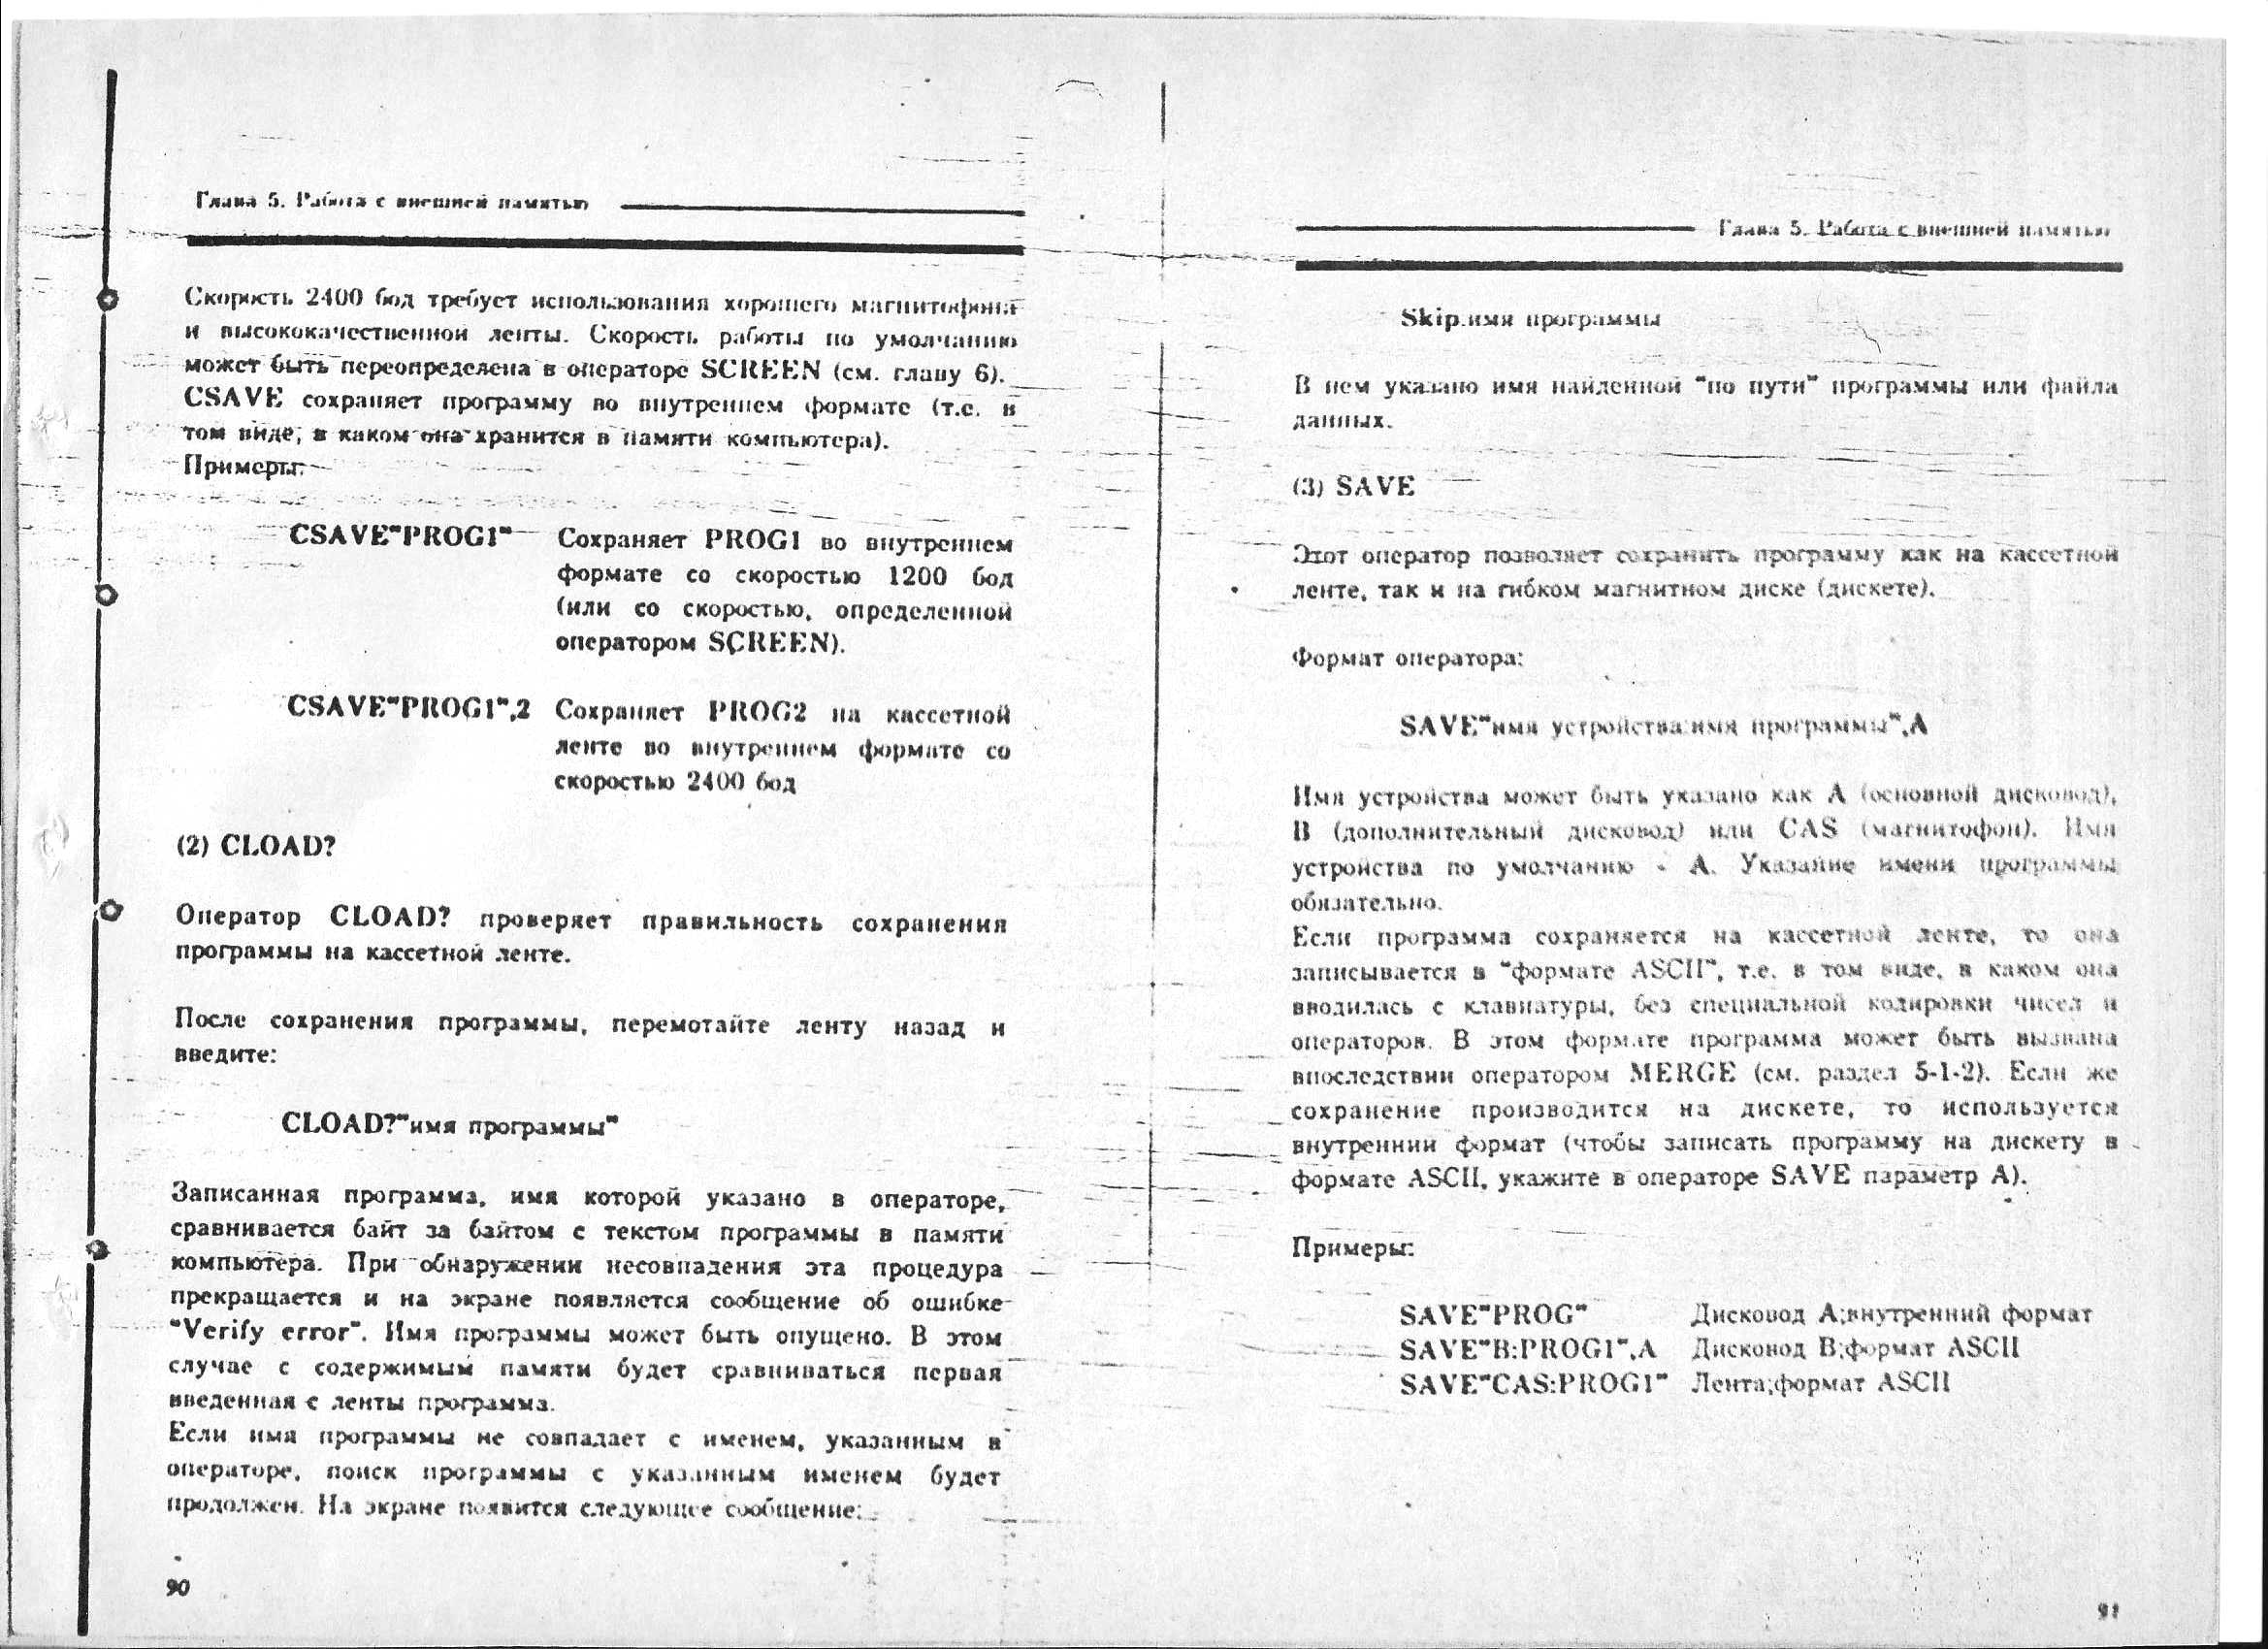 Глава 5. Работа с внешней памятью
Скорость 2400 бод требует использования хорошего магнитофона
и высококачественной ленты. Скорость работы по умолчанию
может быть переопределена в операторе SCREEN (см. главу 6).
CSAVE сохраняет программу во внутреннем формате (т.е. в
том виде, в каком она хранится в памяти компьютера).
Примеры:
CSAVE"PROG1" Сохраняет PROG1 во внутреннем
формате со скоростью 1200 бод
(или со скоростью, определенной
оператором SCREEN).
CSAVE"PROG1",2 Сохраняет PROG2 на кассетной
ленте во внутреннем формате со
скоростью 2400 бод
(2) CLOAD?
Оператор CLOAD? проверяет правильность сохранения
программы на кассетной ленте.
После сохранения программы, перемотайте ленту назад и
введите:
CLOAD?"имя программы"
Записанная программа, имя которой указано в операторе,
сравнивается байт за байтом с текстом программы в памяти
компьютера. При обнаружении несовпадения эта процедура
прекращается и на экране появляется сообщение об ошибке
"Verify error". Имя программы может быть опущено. В этом
случае с содержимым памяти будет сравниваться первая
введенная с ленты программа.
Если имя программы не совпадает с именем, указанным в
операторе, поиск программы с указанным именем будет
продолжен. На экране появится следующее сообщение:
90
Глава 5. Работа с внешней памятью
Skip.имя программы
В нем указано имя найденной "по пути" программы или файла
данных.
(3) SAVE
Этот оператор позволяет сохранить программу как на кассетной
ленте, так и на гибком магнитном диске (дискете).
Формат оператора:
SAVE"имя устройства:имя программы",A
Имя устройства может быть указано как A (основной дисковод),
B (дополнительный дисковод) или CAS (магнитофон). Имя
устройства по умолчанию - A. Указание имени программы
обязательно.
Если программа сохраняется на кассетной ленте, то она
записывается в "формате ASCII", т.е. в том виде, в каком она
вводилась с клавиатуры, без специальной кодировки чисел и
операторов. В этом формате программа может быть вызвана
впоследствии оператором MERGE (см. раздел 5-1-2). Если же
сохранение производится на дискете, то используется
внутренний формат (чтобы записать программу на дискету в
формате ASCII, укажите в операторе SAVE параметр A).
Примеры:
SAVE"PROG" Дисковод A;внутренний формат
SAVE"B:PROG1",A Дисковод B;формат ASCII
SAVE"CAS:PROG1" Лента;формат ASCII
91